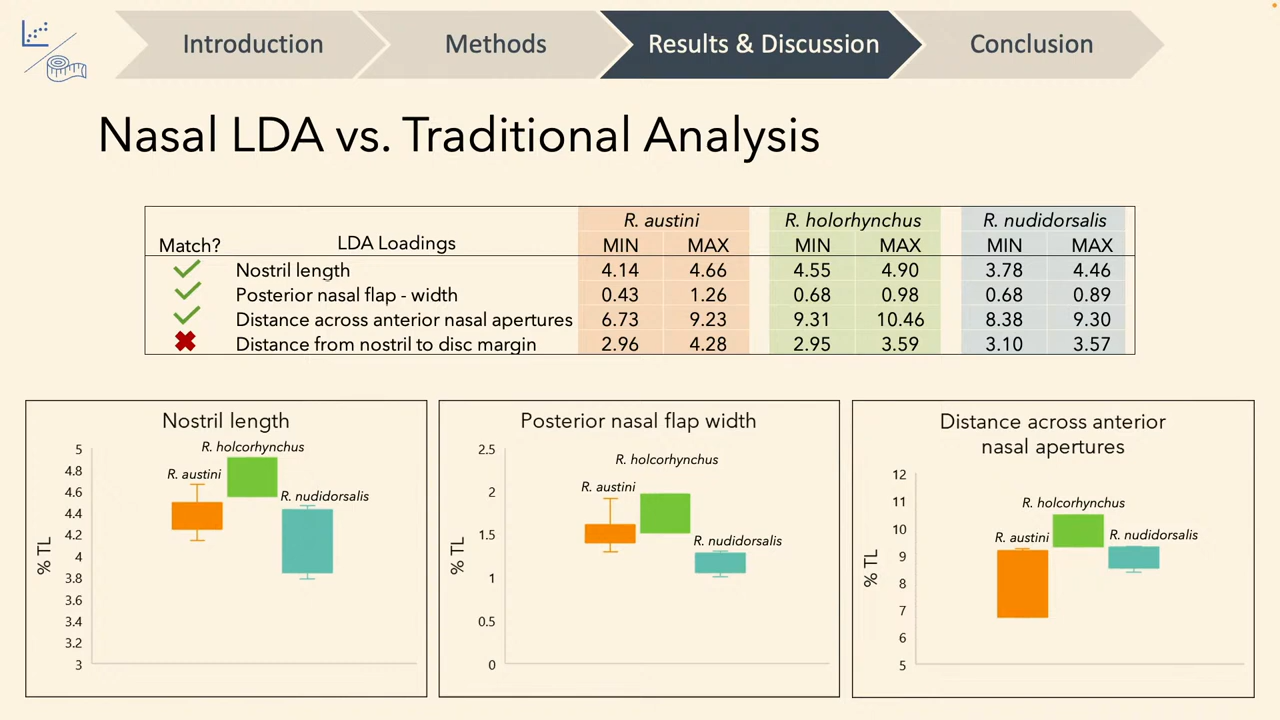 Introduction
Methods
Results & Discussion
Conclusion
Nasal LDA vs. Traditional Analysis
R. austini R. holorhynchus R. nudidorsalis
Match? LDA Loadings MIN MAX MIN MAX MIN MAX
Nostril length 4.14 4.66 4.55 4.90 3.78 4.46
Posterior nasal flap - width 0.43 1.26 0.68 0.98 0.68 0.89
Distance across anterior nasal apertures 6.73 9.23 9.31 10.46 8.38 9.30
Distance from nostril to disc margin 2.96 4.28 2.95 3.59 3.10 3.57
Nostril length
R. holcorhynchus
R. austini
R. nudidorsalis
% TL
5
4.8
4.6
4.4
4.2
4
3.8
3.6
3.4
3.2
3
Posterior nasal flap width
R. holcorhynchus
R. austini
R. nudidorsalis
% TL
2.5
2
1.5
1
0.5
0
Distance across anterior
nasal apertures
R. holcorhynchus
R. austini
R. nudidorsalis
% TL
12
11
10
9
8
7
6
5